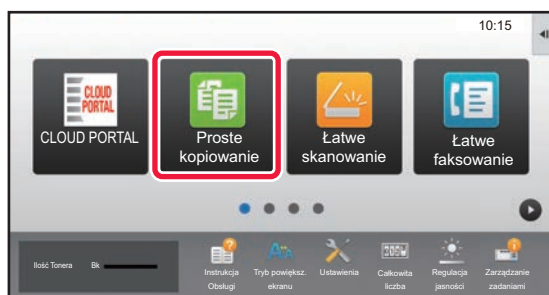 10:15
CLOUD
PORTAL
CLOUD PORTAL
Proste
kopiowanie
Łatwe
skanowanie
Łatwe
faksowanie
Ilość Tonera
Bk
Instrukcja
Obsługi
Tryb powiększ.
ekranu
Ustawienia
Całkowita
liczba
Regulacja
jasności
Zarządzanie
zadaniami